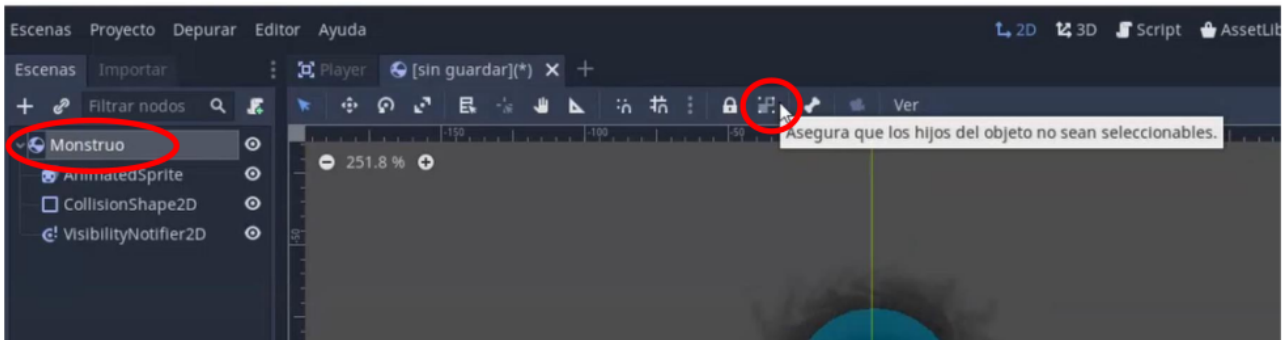 Escenas Proyecto Depurar Editor Ayuda 2D 3D Script AssetLib
Escenas Importar Player [sin guardar](*)
Filtrar nodos Ver
Monstruo
-150 -100 -50
Asegura que los hijos del objeto no sean seleccionables.
251.8 %
AnimatedSprite
CollisionShape2D
VisibilityNotifier2D
-50